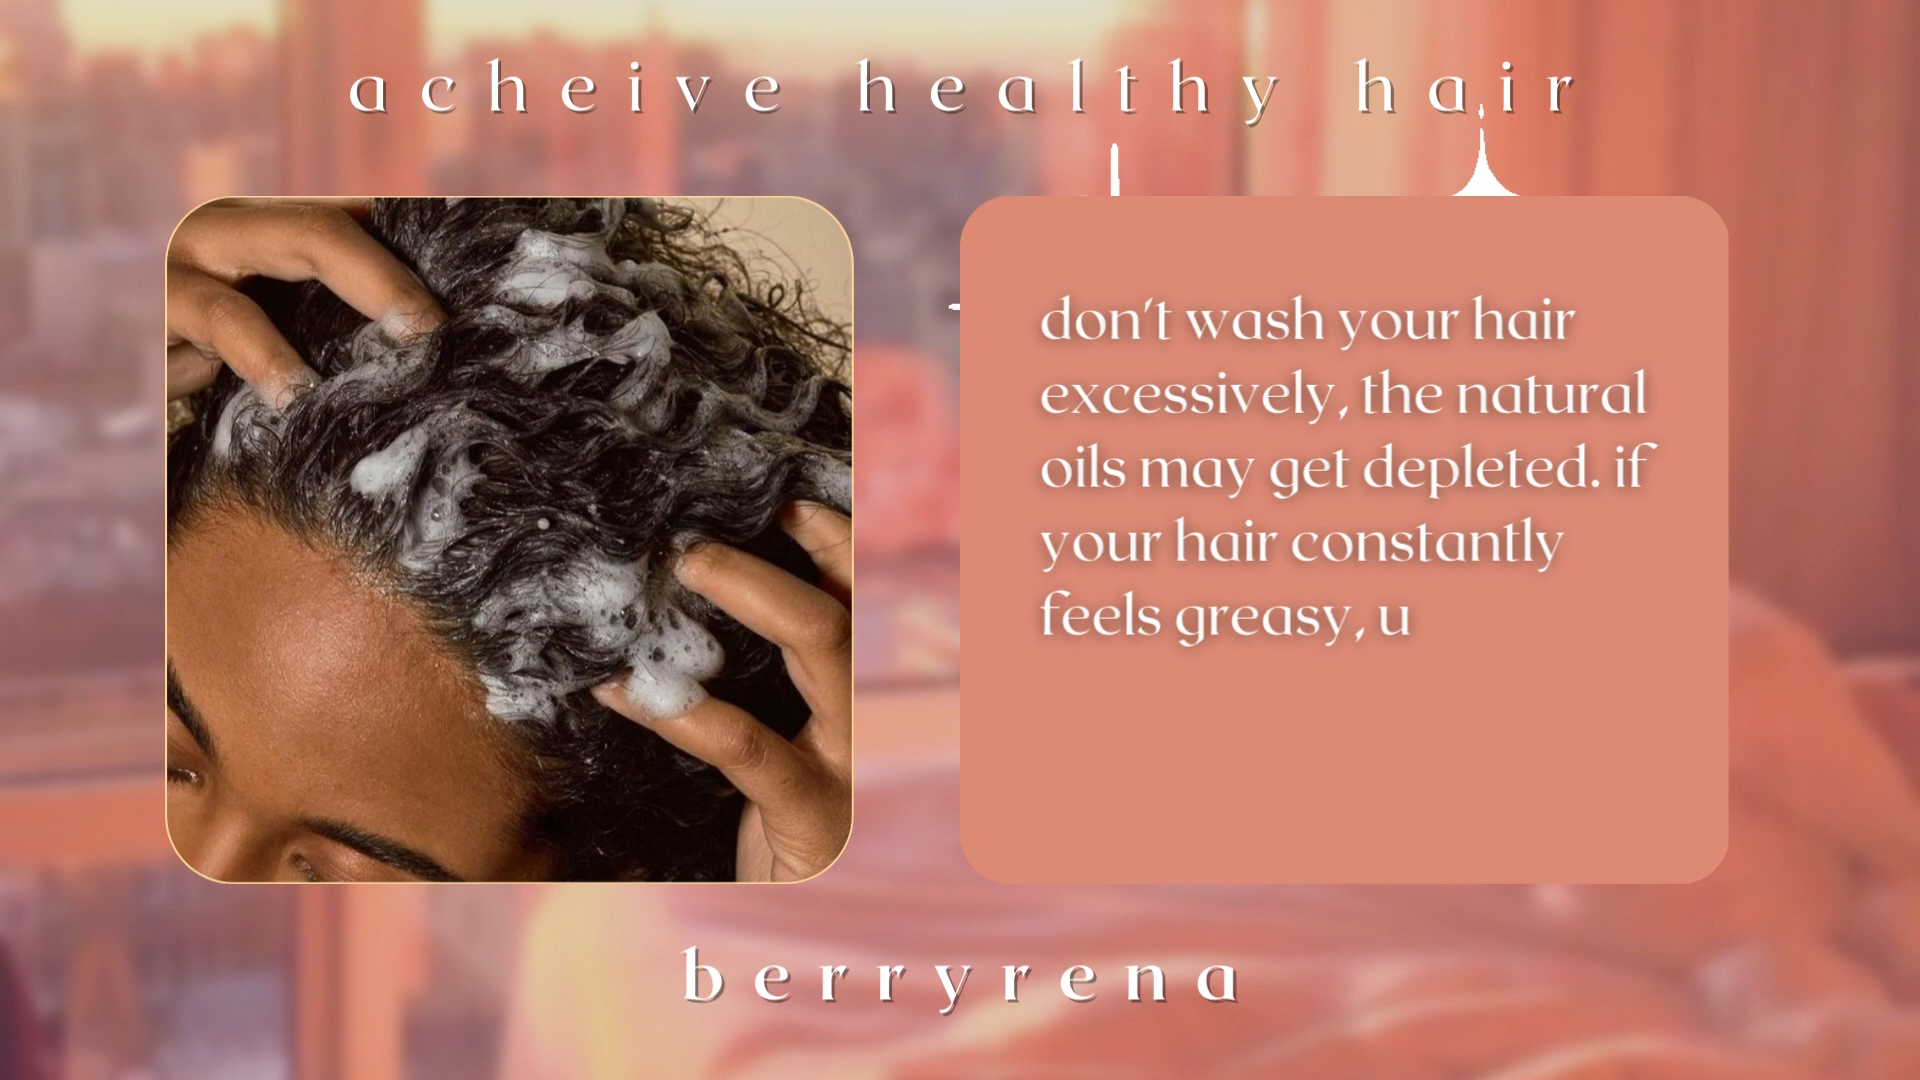 acheive healthy hair
don't wash your hair
excessively, the natural
oils may get depleted. if
your hair constantly
feels greasy, u
berryrena